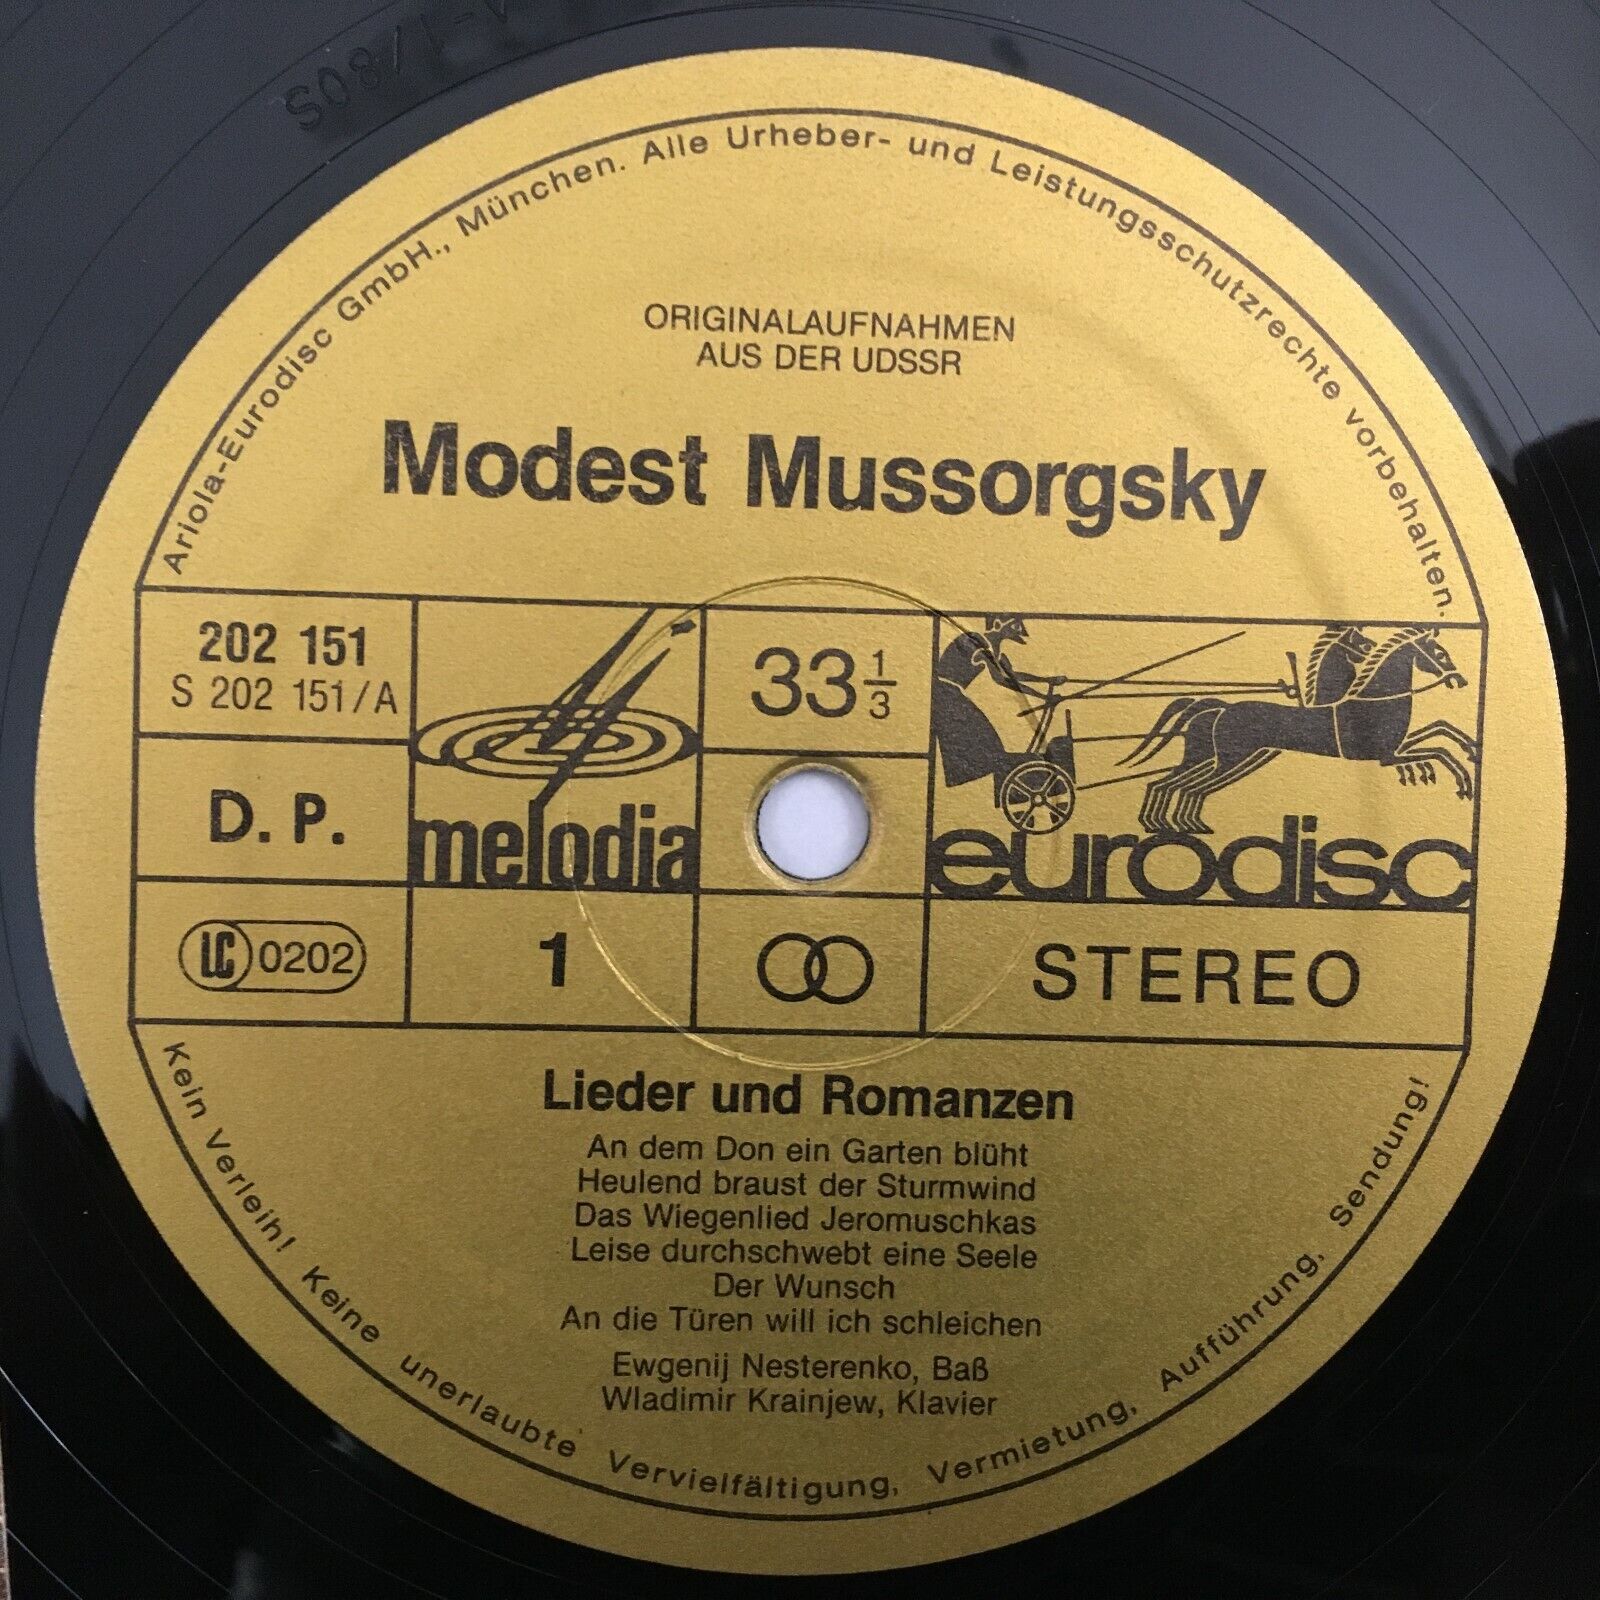 Ariola-Eurodisc GmbH., München. Alle Urheber- und Leistungsschutzrechte vorbehalten.
ORIGINALAUFNAHMEN
AUS DER UDSSR
Modest Mussorgsky
202 151
S 202 151/A
D. P.
LC 0202
melodia
1
33 1/3
eurodisc
STEREO
Lieder und Romanzen
An dem Don ein Garten blüht
Heulend braust der Sturmwind
Das Wiegenlied Jeromuschkas
Leise durchschwebt eine Seele
Der Wunsch
An die Türen will ich schleichen
Ewgenij Nesterenko, Baß
Wladimir Krainjew, Klavier
Kein Verleih! Keine unerlaubte Vervielfältigung, Vermietung, Aufführung, Sendung!